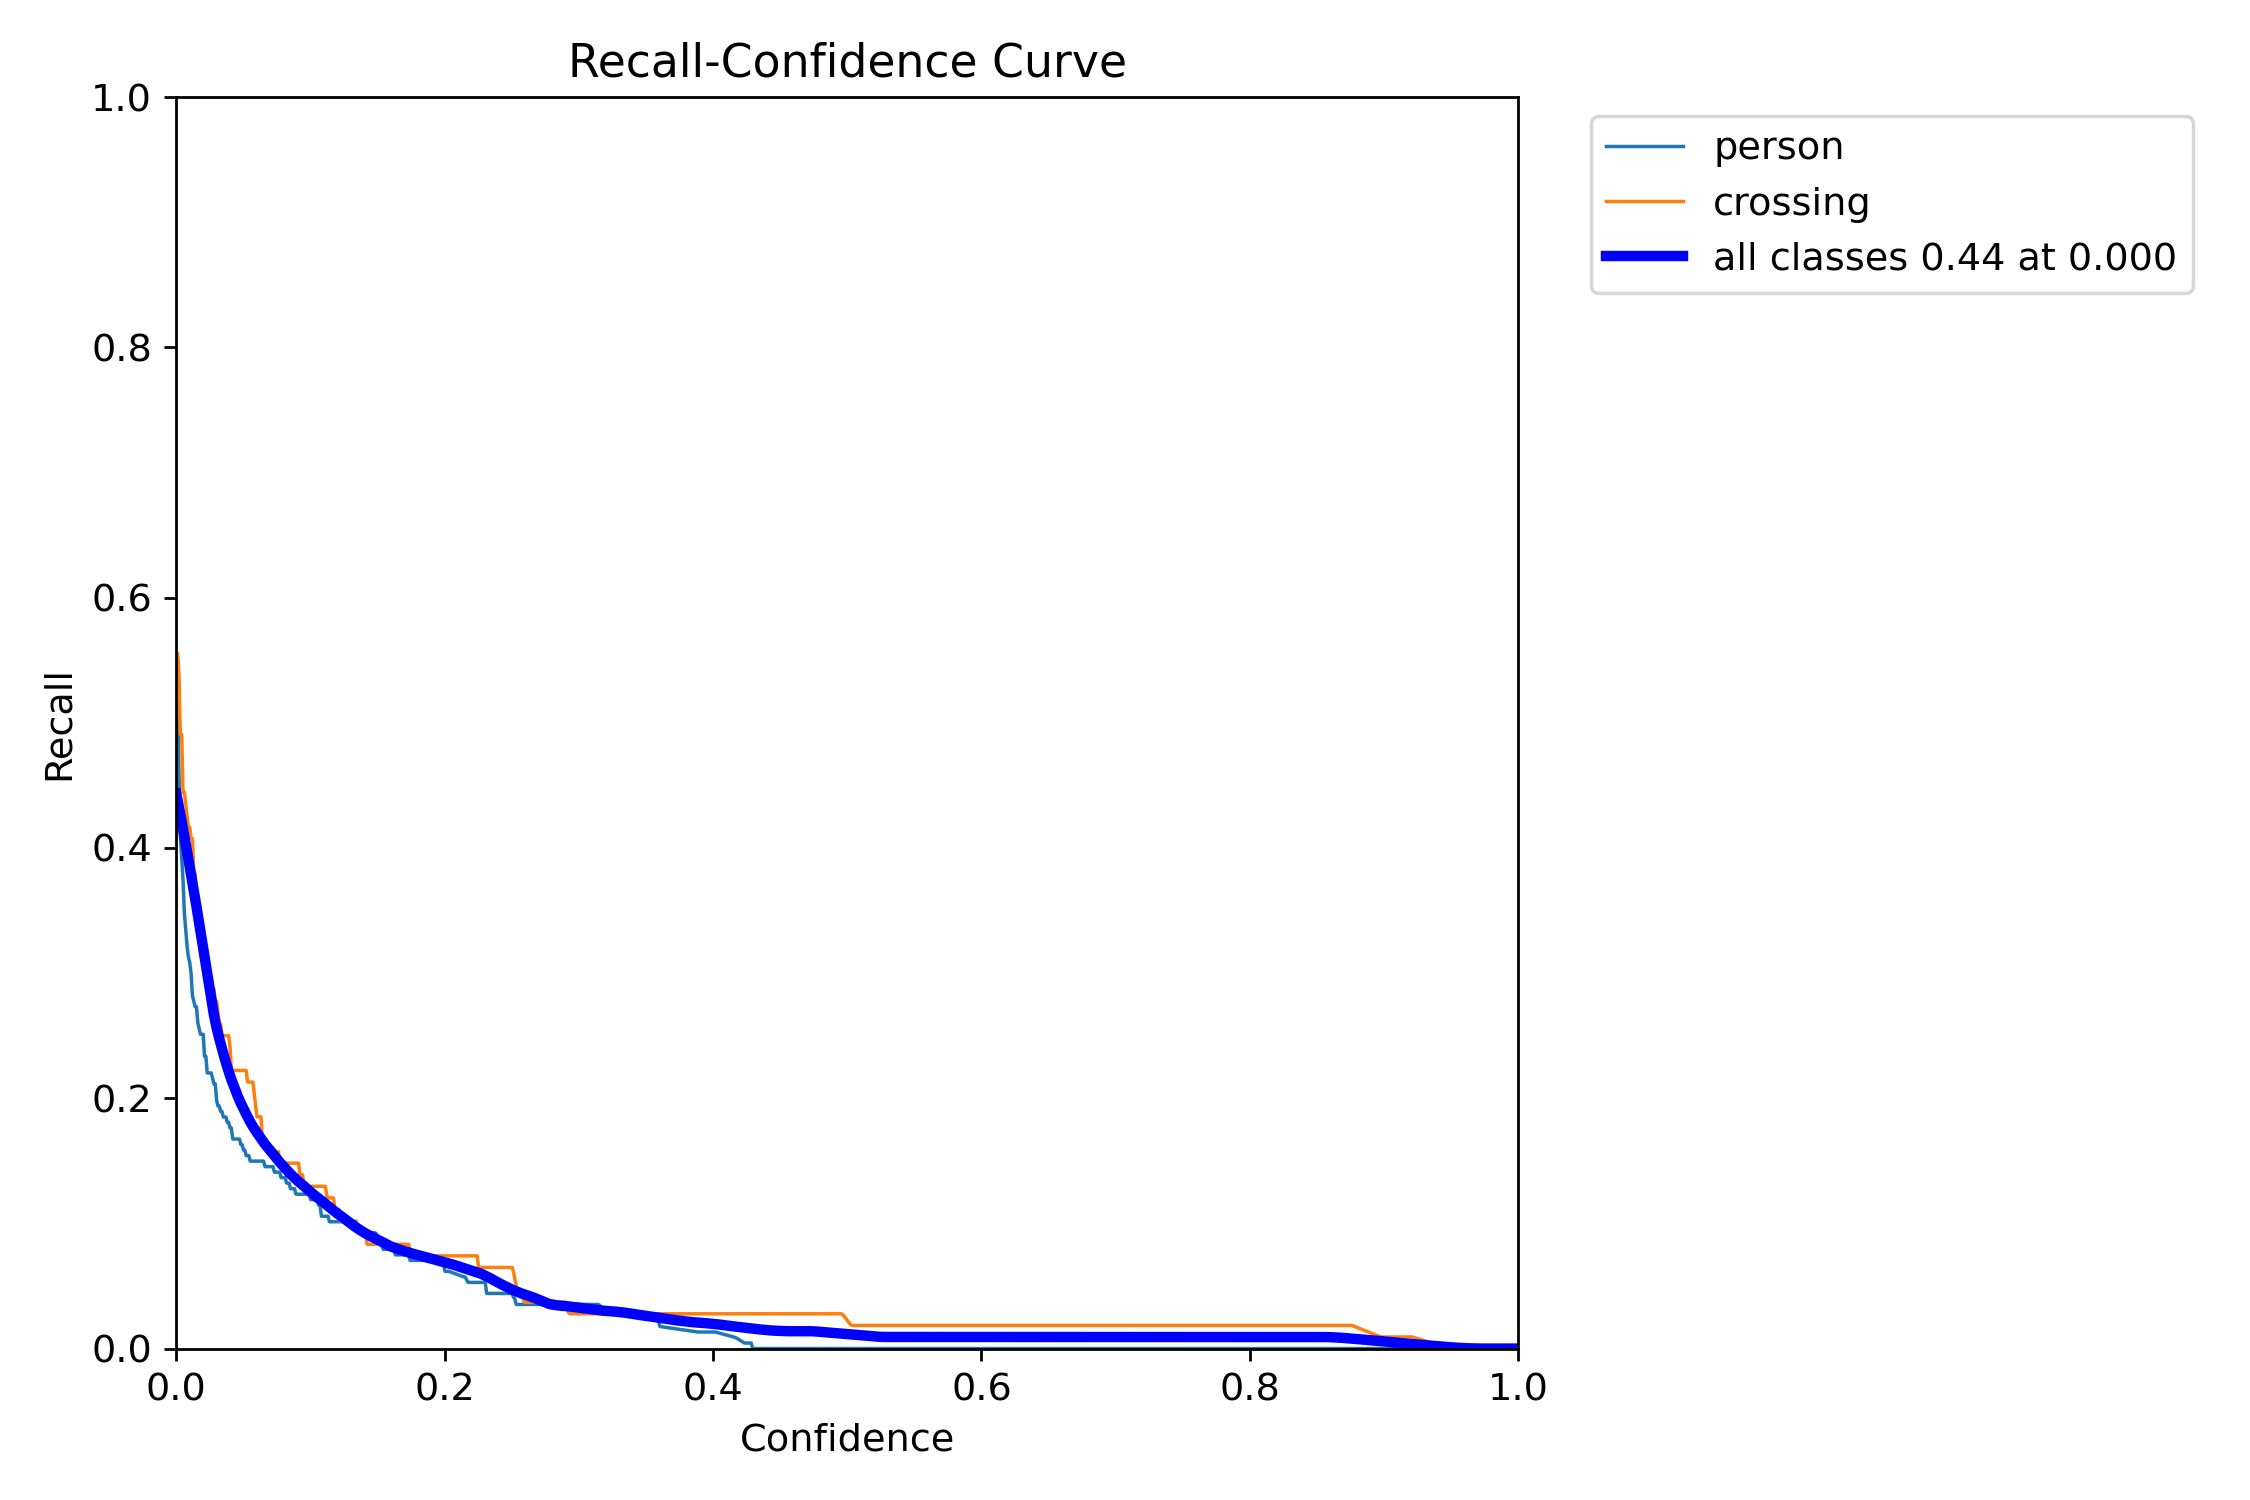 Recall-Confidence Curve
1.0
0.8
0.6
0.4
0.2
0.0
Recall
0.0 0.2 0.4 0.6 0.8 1.0
Confidence
person
crossing
all classes 0.44 at 0.000